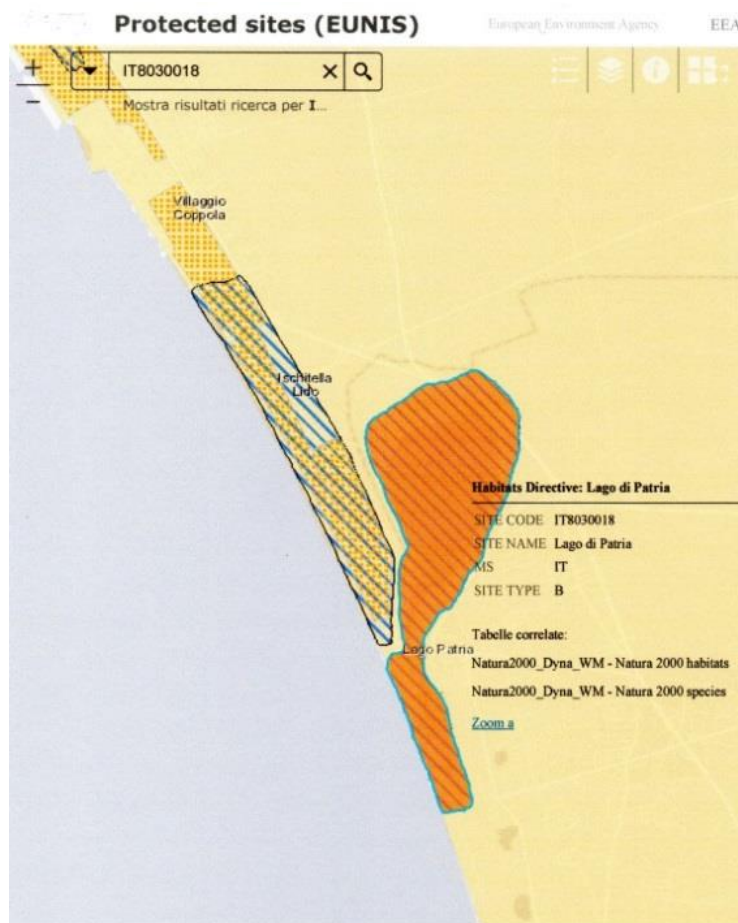 Protected sites (EUNIS)
European Environment Agency
EEA
IT8030018
Mostra risultati ricerca per I...
Villaggio
Coppola
Ischitella
Lido
Habitats Directive: Lago di Patria
SITE CODE IT8030018
SITE NAME Lago di Patria
MS IT
SITE TYPE B
Lago Patria
Tabelle correlate:
Natura2000_Dyna_WM - Natura 2000 habitats
Natura2000_Dyna_WM - Natura 2000 species
Zoom a